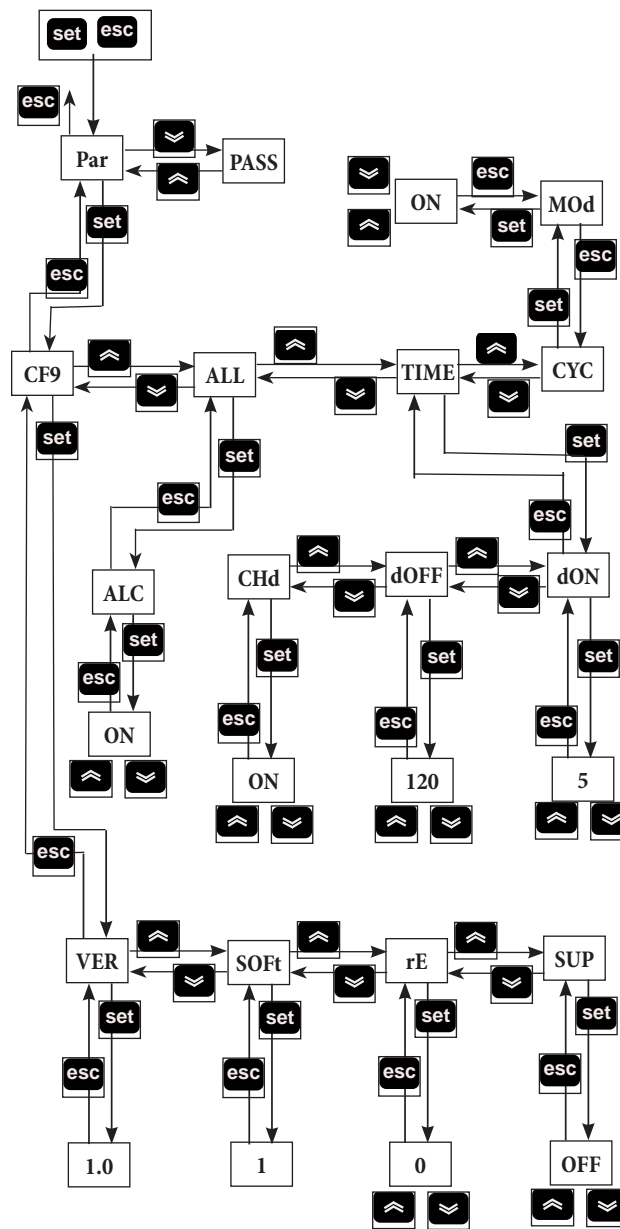 set esc
esc
Par
PASS
set
esc
ON
esc
set
MOd
esc
set
CF9
ALL
TIME
CYC
set
set
set
esc
esc
ALC
CHd
dOFF
dON
set
esc
set
esc
set
esc
set
esc
ON
ON
120
5
esc
VER
SOFt
rE
SUP
set
set
set
set
esc
esc
esc
esc
1.0
1
0
OFF